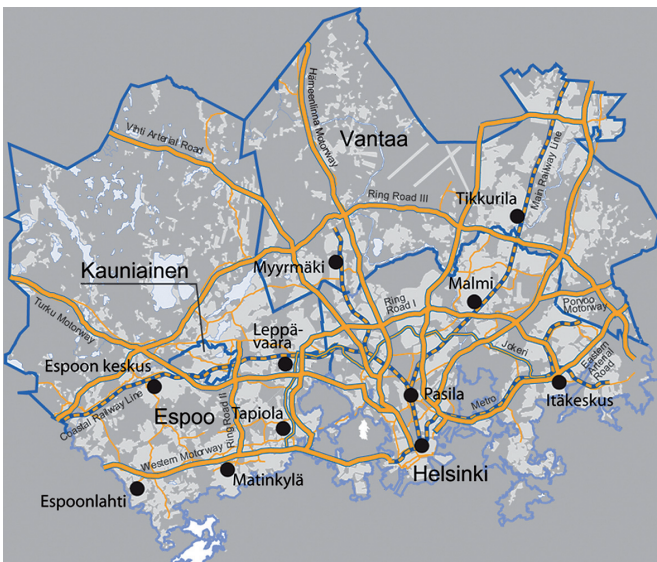 Hämeenlinna Motorway
Vantaa
Vihti Arterial Road
Main Railway Line
Ring Road III
Tikkurila
Kauniainen
Myyrmäki
Malmi
Turku Motorway
Ring
Road I
Porvoo
Motorway
Leppä-
vaara
Jokeri
Espoon keskus
Eastern
Arterial
Road
Pasila
Itäkeskus
Coastal Railway Line
Espoo
Ring Road II
Tapiola
Metro
Western Motorway
Helsinki
Matinkylä
Espoonlahti